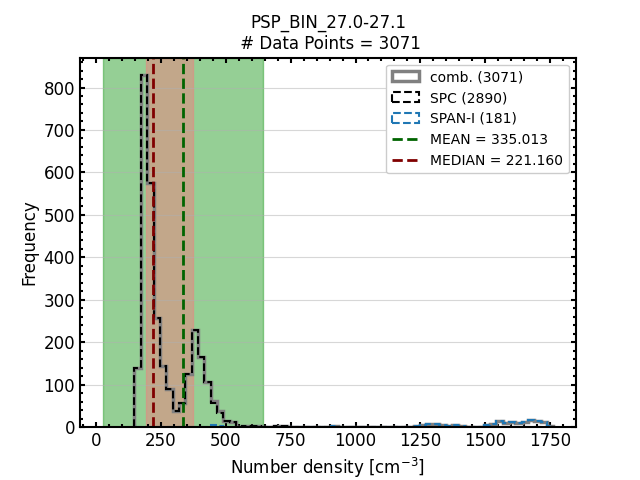 PSP_BIN_27.0-27.1
# Data Points = 3071
comb. (3071)
SPC (2890)
SPAN-I (181)
MEAN = 335.013
MEDIAN = 221.160
Frequency
800
700
600
500
400
300
200
100
0
0 250 500 750 1000 1250 1500 1750
Number density [cm⁻³]